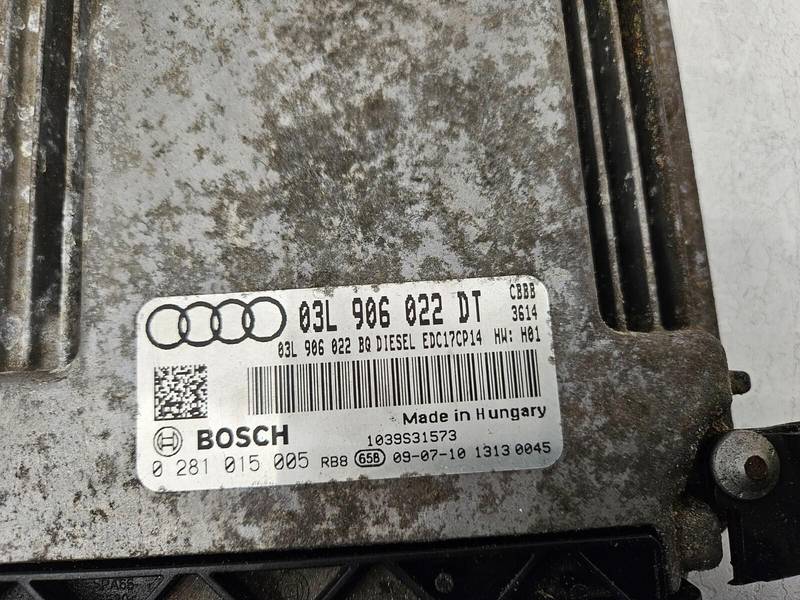 03L 906 022 DT CBBB
3614
03L 906 022 BQ DIESEL EDC17CP14 HW: H01
Made in Hungary
BOSCH 1039S31573
0 281 015 005 RB8 65B 09-07-10 1313 0045